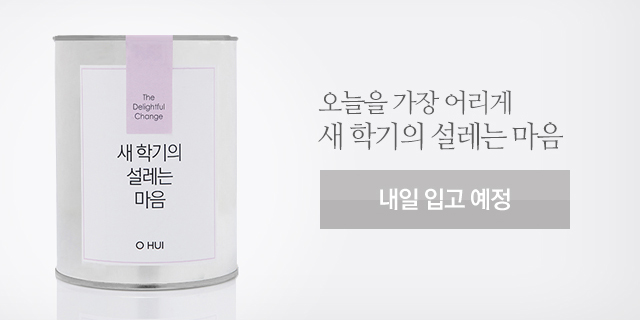 The
Delightful
Change
새 학기의
설레는
마음
O HUI
오늘을 가장 어리게
새 학기의 설레는 마음
내일 입고 예정